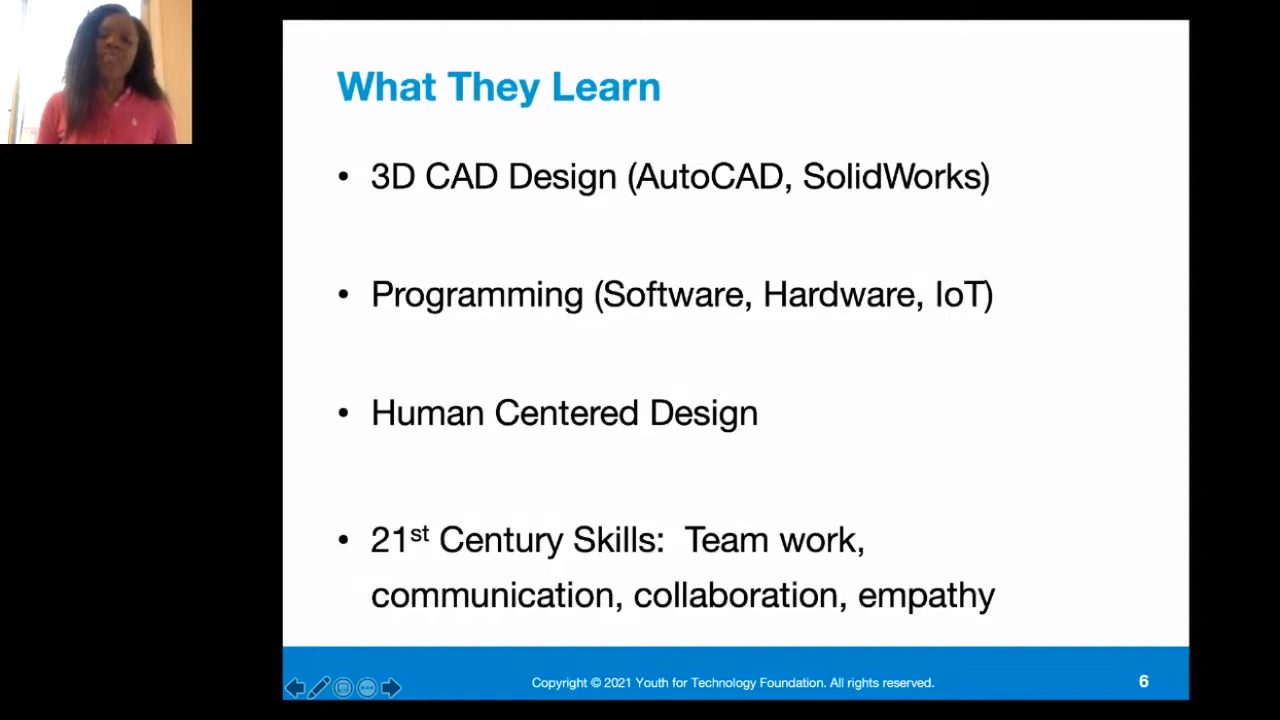 What They Learn
• 3D CAD Design (AutoCAD, SolidWorks)
• Programming (Software, Hardware, IoT)
• Human Centered Design
• 21st Century Skills:  Team work,
communication, collaboration, empathy
Copyright © 2021 Youth for Technology Foundation. All rights reserved.
6